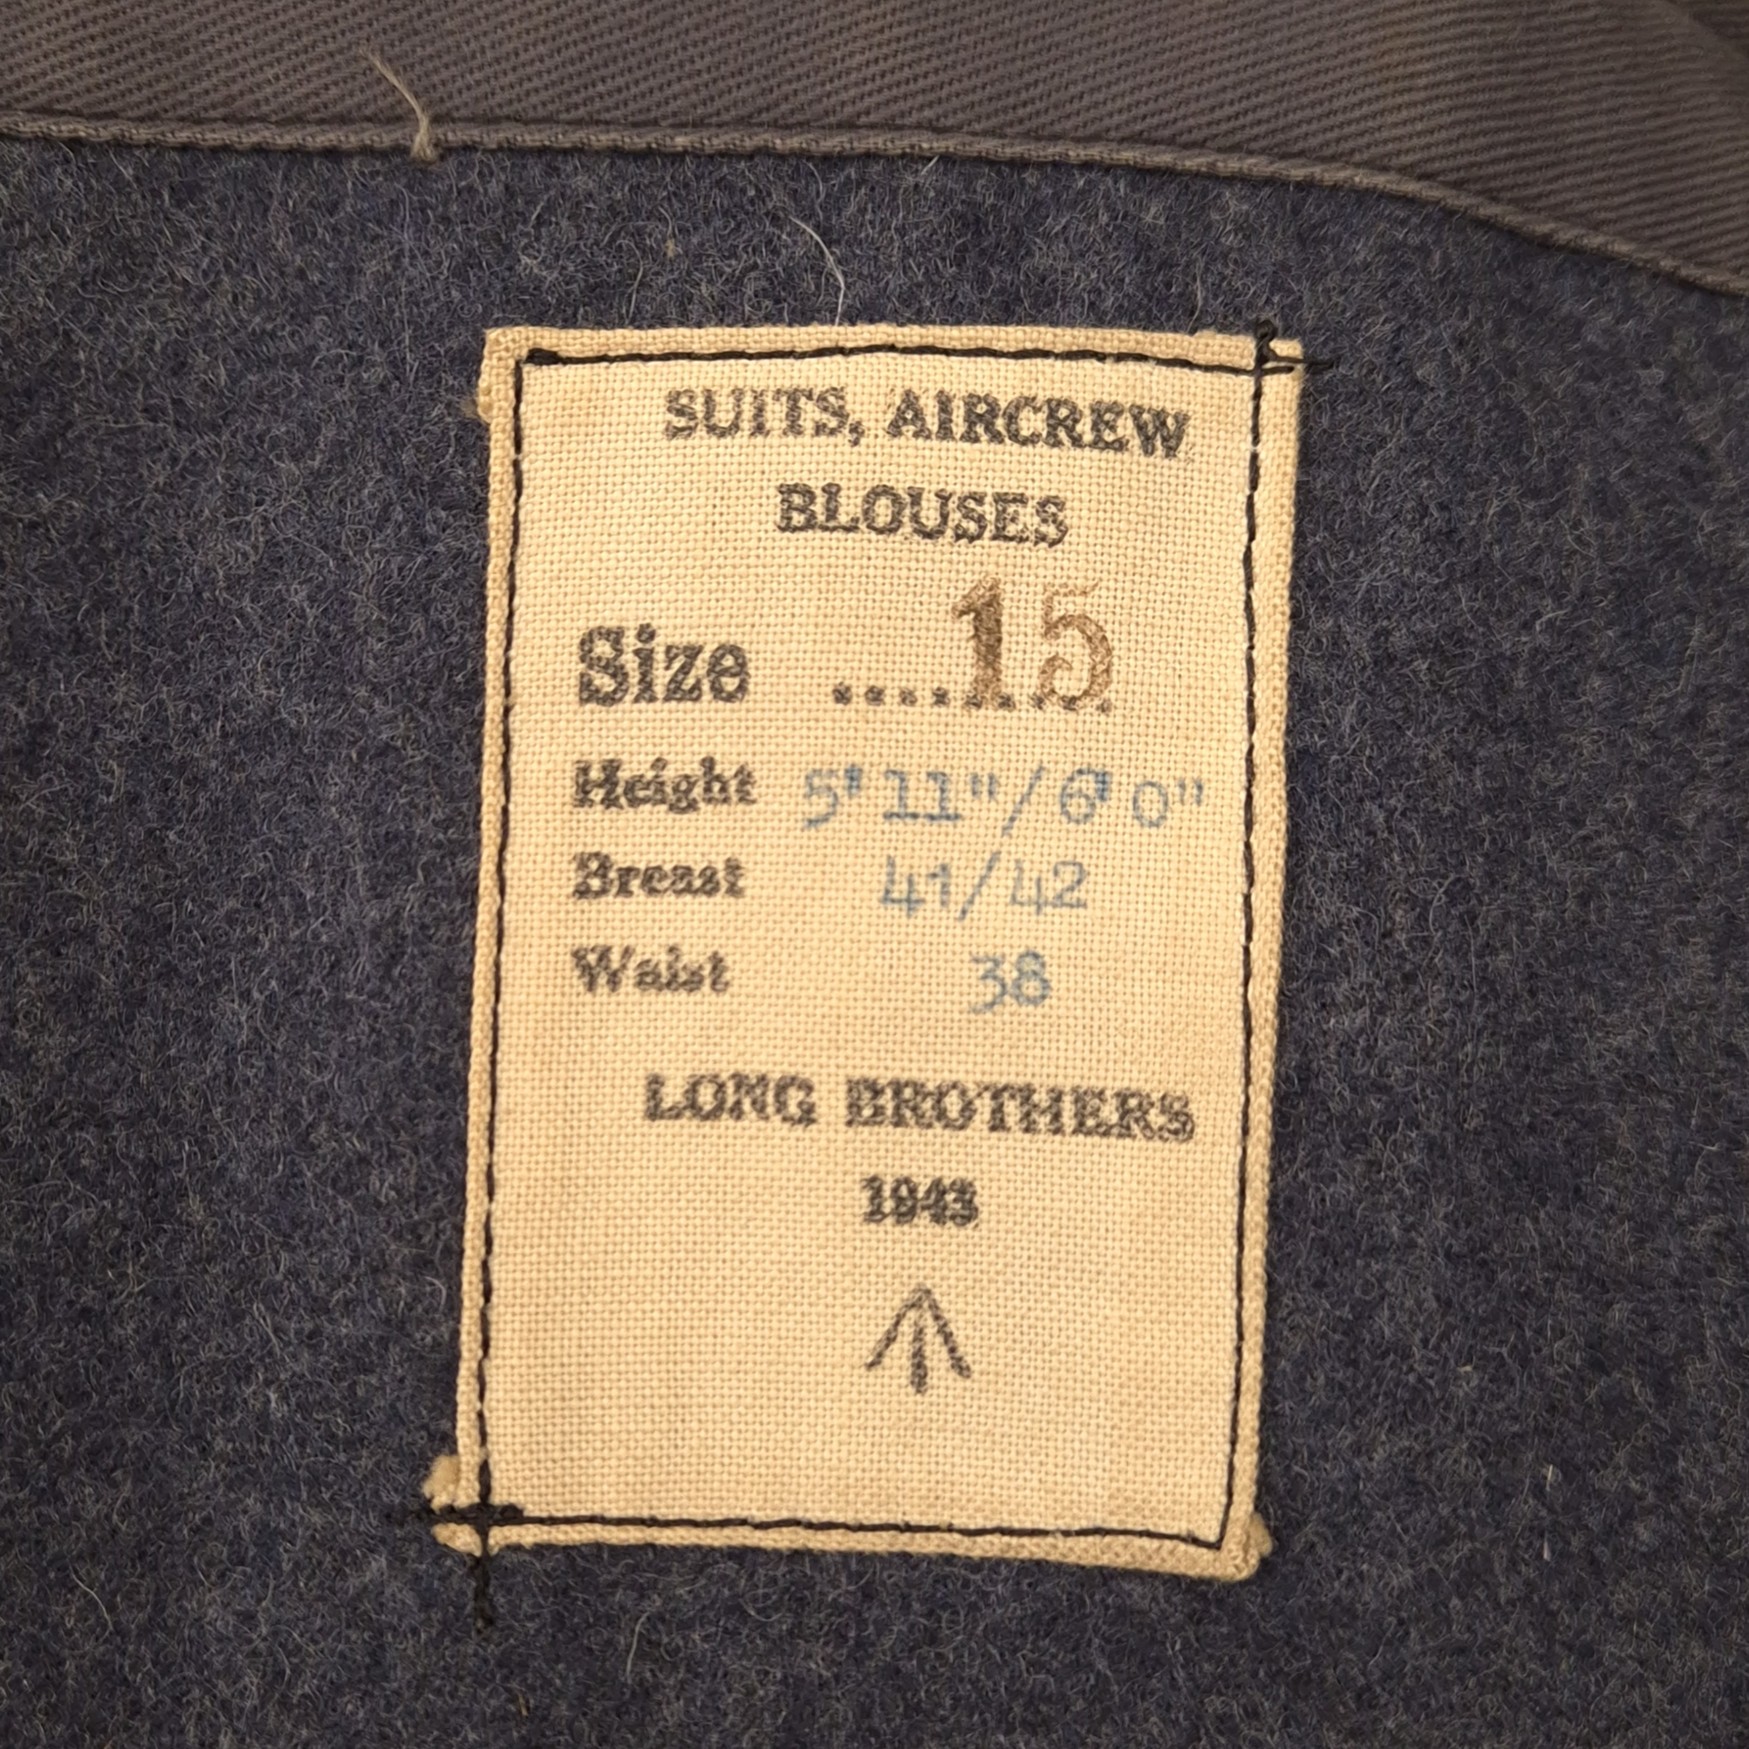 SUITS, AIRCREW
BLOUSES
Size ....15
Height 5' 11"/6' 0"
Breast 41/42
Waist 38
LONG BROTHERS
1943